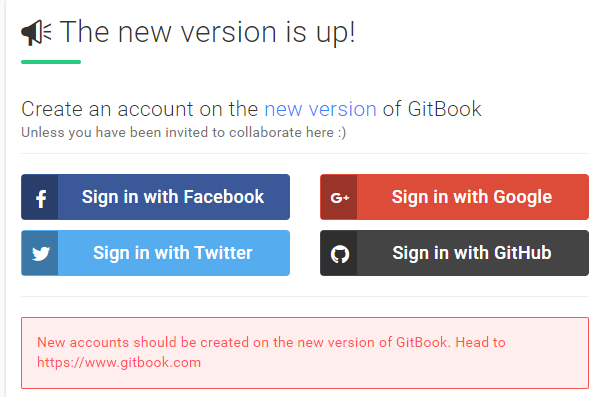 The new version is up!
Create an account on the new version of GitBook
Unless you have been invited to collaborate here :)
Sign in with Facebook
Sign in with Google
Sign in with Twitter
Sign in with GitHub
New accounts should be created on the new version of GitBook. Head to
https://www.gitbook.com